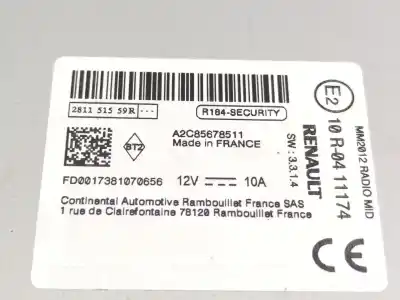 2811 515 59R ---
R184-SECURITY
BT2
A2C85678511
Made in FRANCE
FD0017381070656 12V 10A
Continental Automotive Rambouillet France SAS
1 rue de Clairefontaine 78120 Rambouillet France
SW: 3.3.1.4
RENAULT
E2 10 R-04 11174
MM2012 RADIO MID
CE